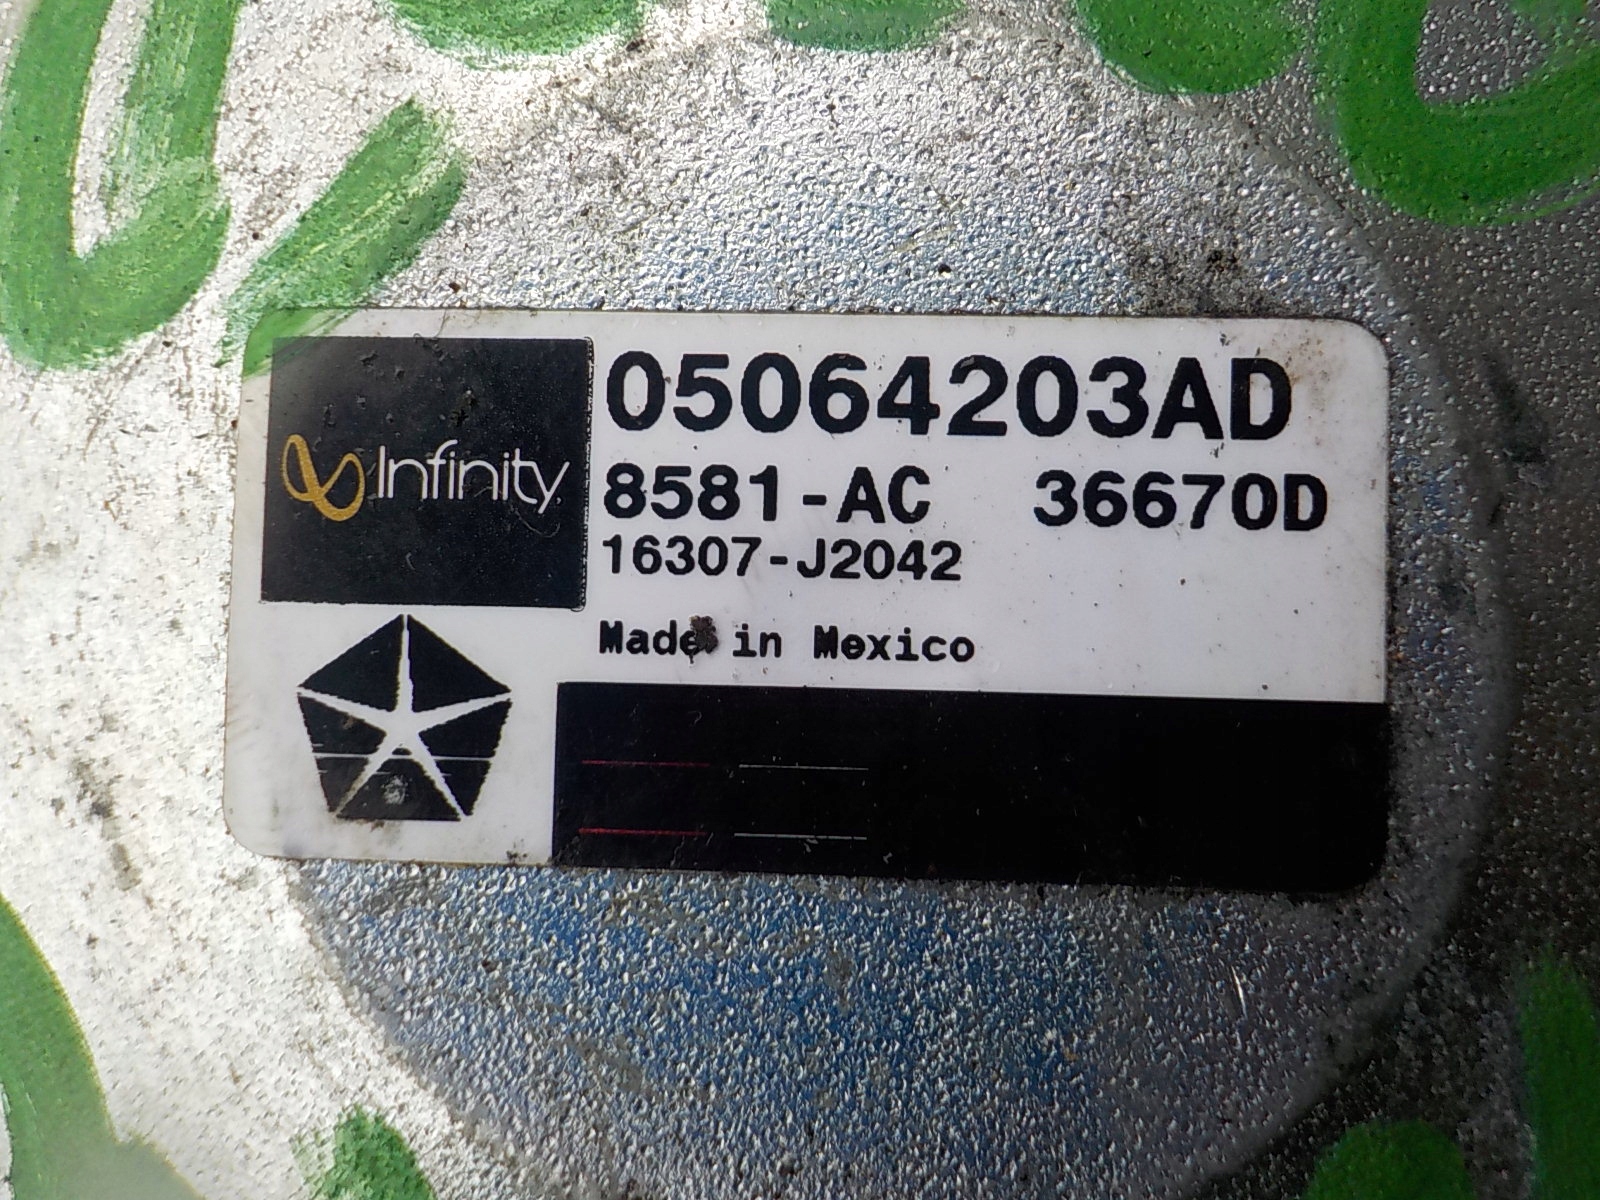 05064203AD
Infinity
8581-AC 36670D
16307-J2042
Made in Mexico